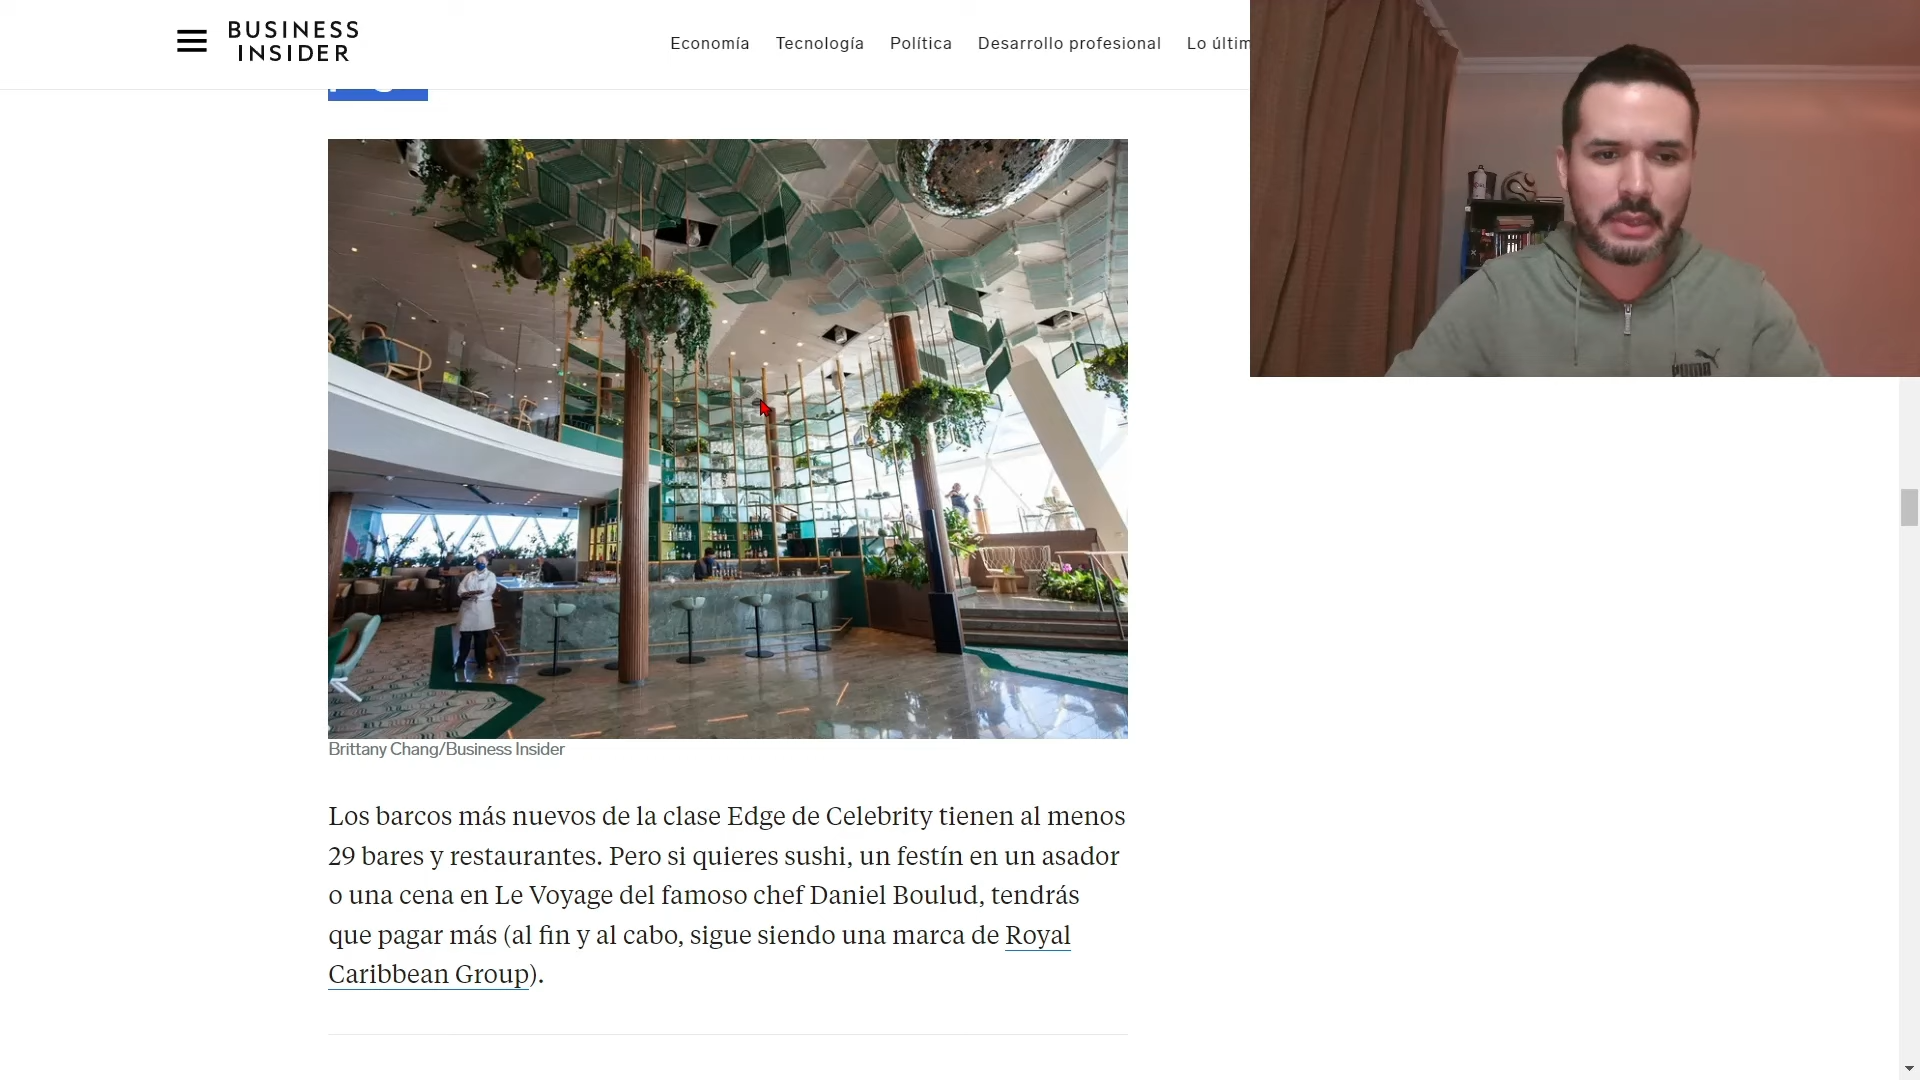 BUSINESS
INSIDER
Economía Tecnología Política Desarrollo profesional Lo últim
Brittany Chang/Business Insider
Los barcos más nuevos de la clase Edge de Celebrity tienen al menos
29 bares y restaurantes. Pero si quieres sushi, un festín en un asador
o una cena en Le Voyage del famoso chef Daniel Boulud, tendrás
que pagar más (al fin y al cabo, sigue siendo una marca de Royal
Caribbean Group).
PUMA